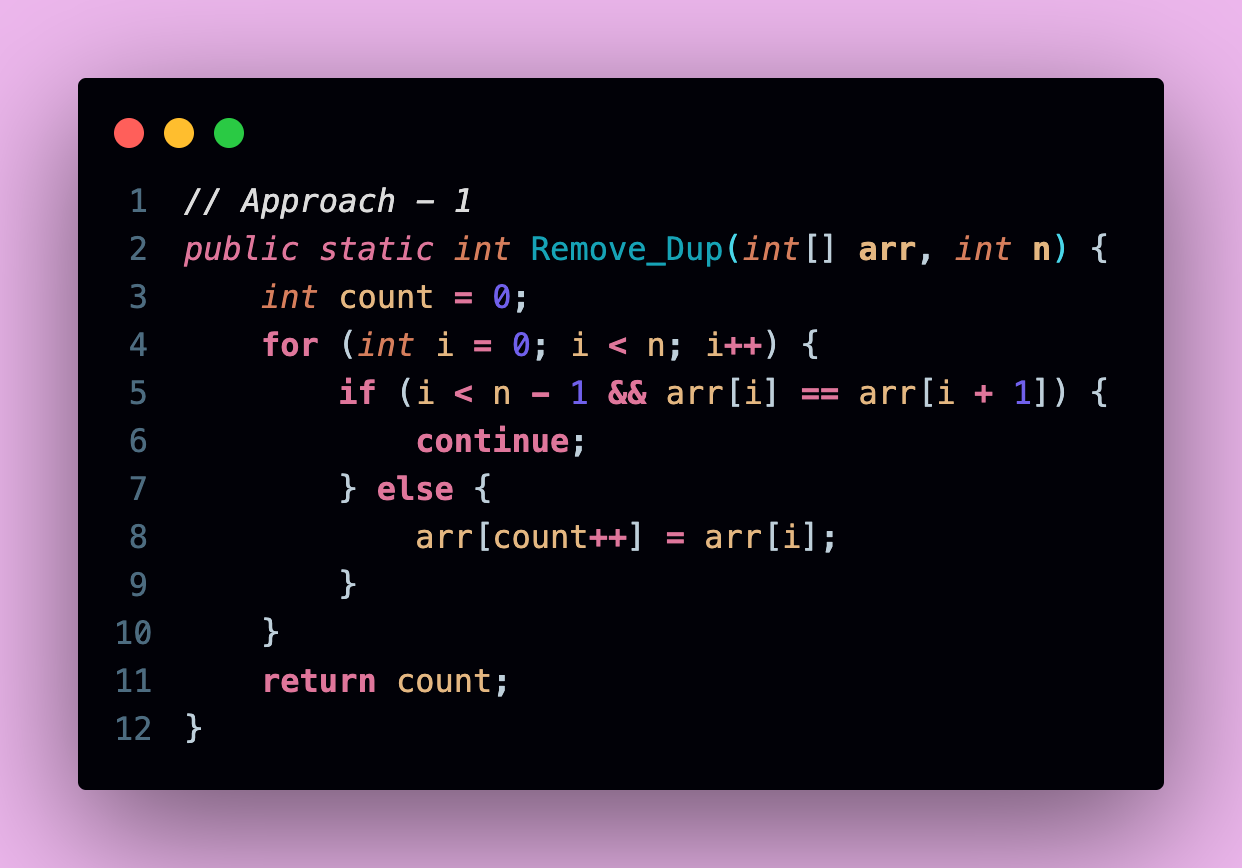 1 // Approach - 1
2 public static int Remove_Dup(int[] arr, int n) {
3     int count = 0;
4     for (int i = 0; i < n; i++) {
5         if (i < n - 1 && arr[i] == arr[i + 1]) {
6             continue;
7         } else {
8             arr[count++] = arr[i];
9         }
10     }
11     return count;
12 }